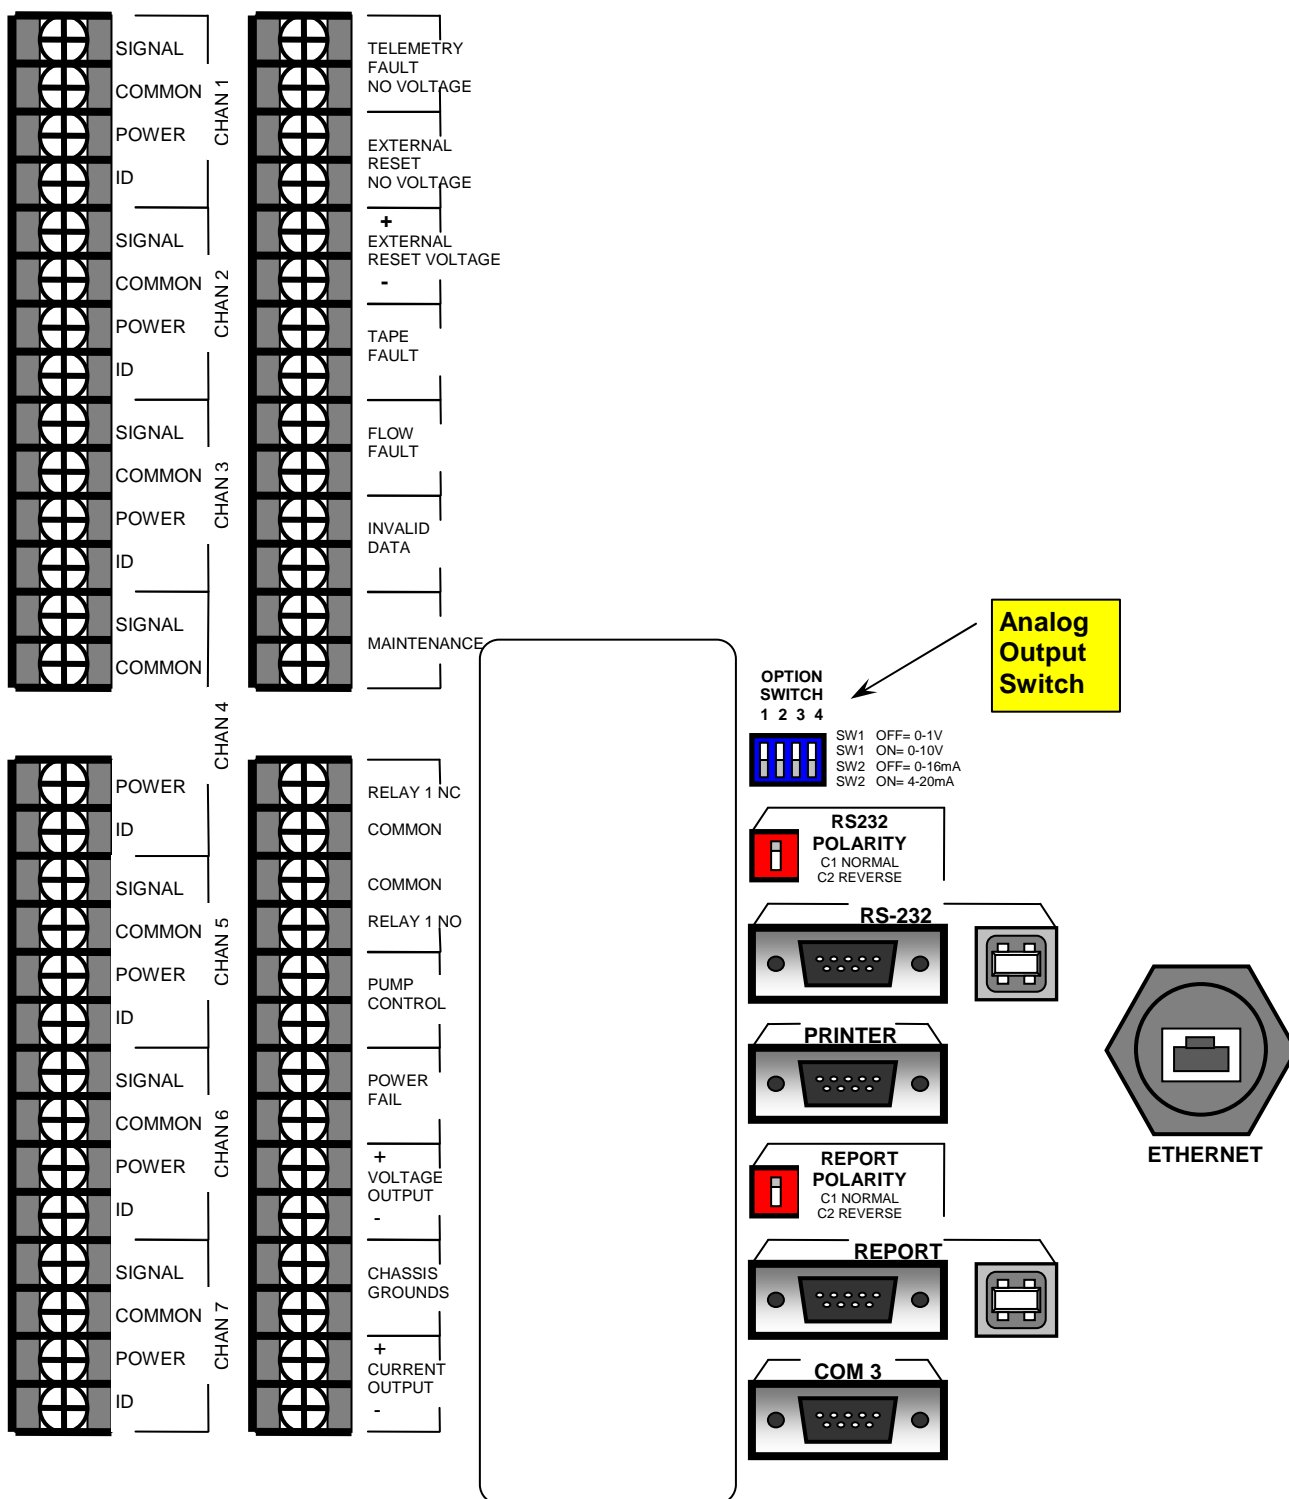 SIGNAL
COMMON
POWER
ID
CHAN 1
SIGNAL
COMMON
POWER
ID
CHAN 2
SIGNAL
COMMON
POWER
ID
CHAN 3
SIGNAL
COMMON
CHAN 4
POWER
ID
SIGNAL
COMMON
POWER
ID
CHAN 5
SIGNAL
COMMON
POWER
ID
CHAN 6
SIGNAL
COMMON
POWER
ID
CHAN 7
TELEMETRY
FAULT
NO VOLTAGE
EXTERNAL
RESET
NO VOLTAGE
+
EXTERNAL
RESET VOLTAGE
-
TAPE
FAULT
FLOW
FAULT
INVALID
DATA
MAINTENANCE
RELAY 1 NC
COMMON
COMMON
RELAY 1 NO
PUMP
CONTROL
POWER
FAIL
+
VOLTAGE
OUTPUT
-
CHASSIS
GROUNDS
+
CURRENT
OUTPUT
-
Analog
Output
Switch
OPTION
SWITCH
1 2 3 4
SW1 OFF= 0-1V
SW1 ON= 0-10V
SW2 OFF= 0-16mA
SW2 ON= 4-20mA
RS232
POLARITY
C1 NORMAL
C2 REVERSE
RS-232
PRINTER
REPORT
POLARITY
C1 NORMAL
C2 REVERSE
REPORT
COM 3
ETHERNET